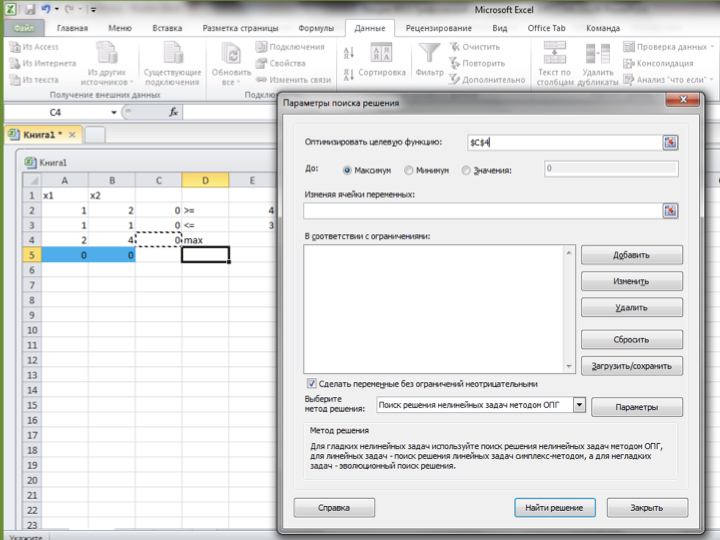 Microsoft Excel
Файл Главная Меню Вставка Разметка страницы Формулы Данные Рецензирование Вид Office Tab Команда
Из Access
Из Интернета
Из текста
Из других источников
Получение внешних данных
Существующие подключения
Обновить все
Подключения
Свойства
Изменить связи
Подклю
Сортировка
Фильтр
Очистить
Повторить
Дополнительно
Текст по столбцам
Удалить дубликаты
Проверка данных
Консолидация
Анализ "что если"
C4 fx
Книга1 *
Книга1
A B C D E
1 x1 x2
2 1 2 0 >= 4
3 1 1 0 <= 3
4 2 4 0 max
5 0 0
6
7
8
9
10
11
12
13
14
15
16
17
18
19
20
21
22
23
Укажите
Параметры поиска решения
Оптимизировать целевую функцию: $C$4
До: Максимум Минимум Значения: 0
Изменяя ячейки переменных:
В соответствии с ограничениями:
Добавить
Изменить
Удалить
Сбросить
Загрузить/сохранить
Сделать переменные без ограничений неотрицательными
Выберите метод решения: Поиск решения нелинейных задач методом ОПГ
Параметры
Метод решения
Для гладких нелинейных задач используйте поиск решения нелинейных задач методом ОПГ,
для линейных задач - поиск решения линейных задач симплекс-методом, а для негладких
задач - эволюционный поиск решения.
Справка Найти решение Закрыть